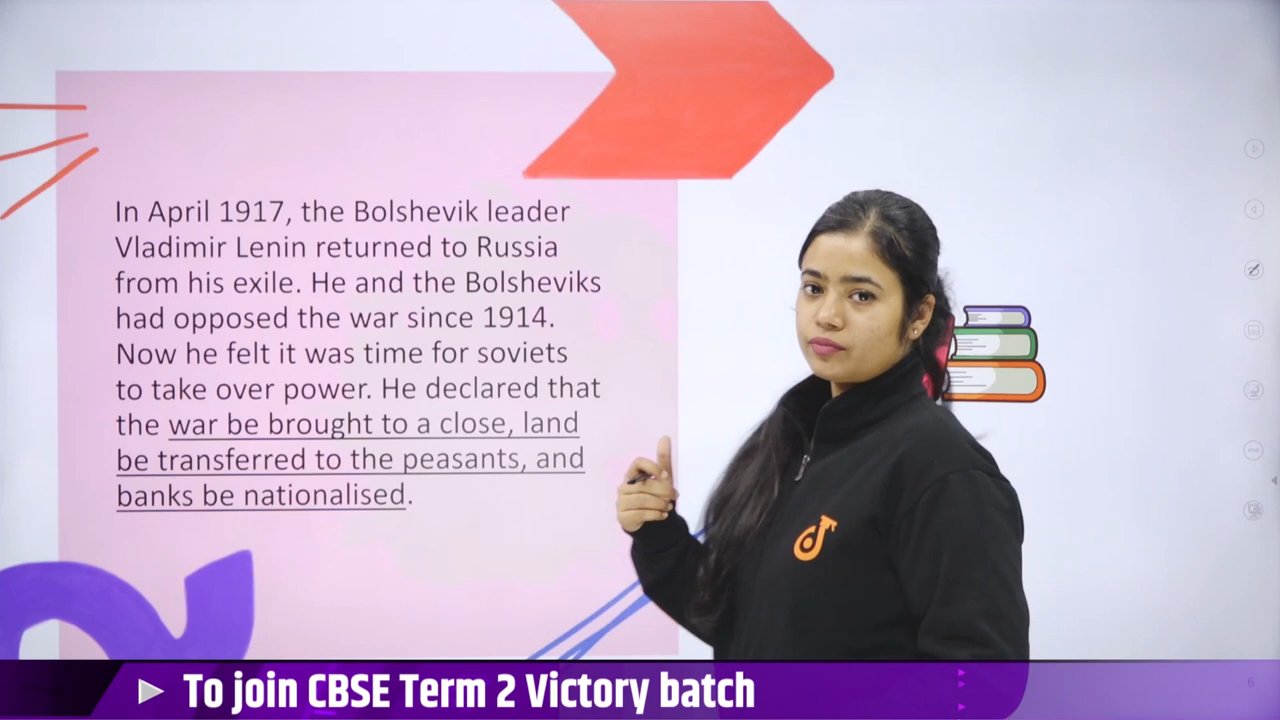 In April 1917, the Bolshevik leader
Vladimir Lenin returned to Russia
from his exile. He and the Bolsheviks
had opposed the war since 1914.
Now he felt it was time for soviets
to take over power. He declared that
the war be brought to a close, land
be transferred to the peasants, and
banks be nationalised.
To join CBSE Term 2 Victory batch
6